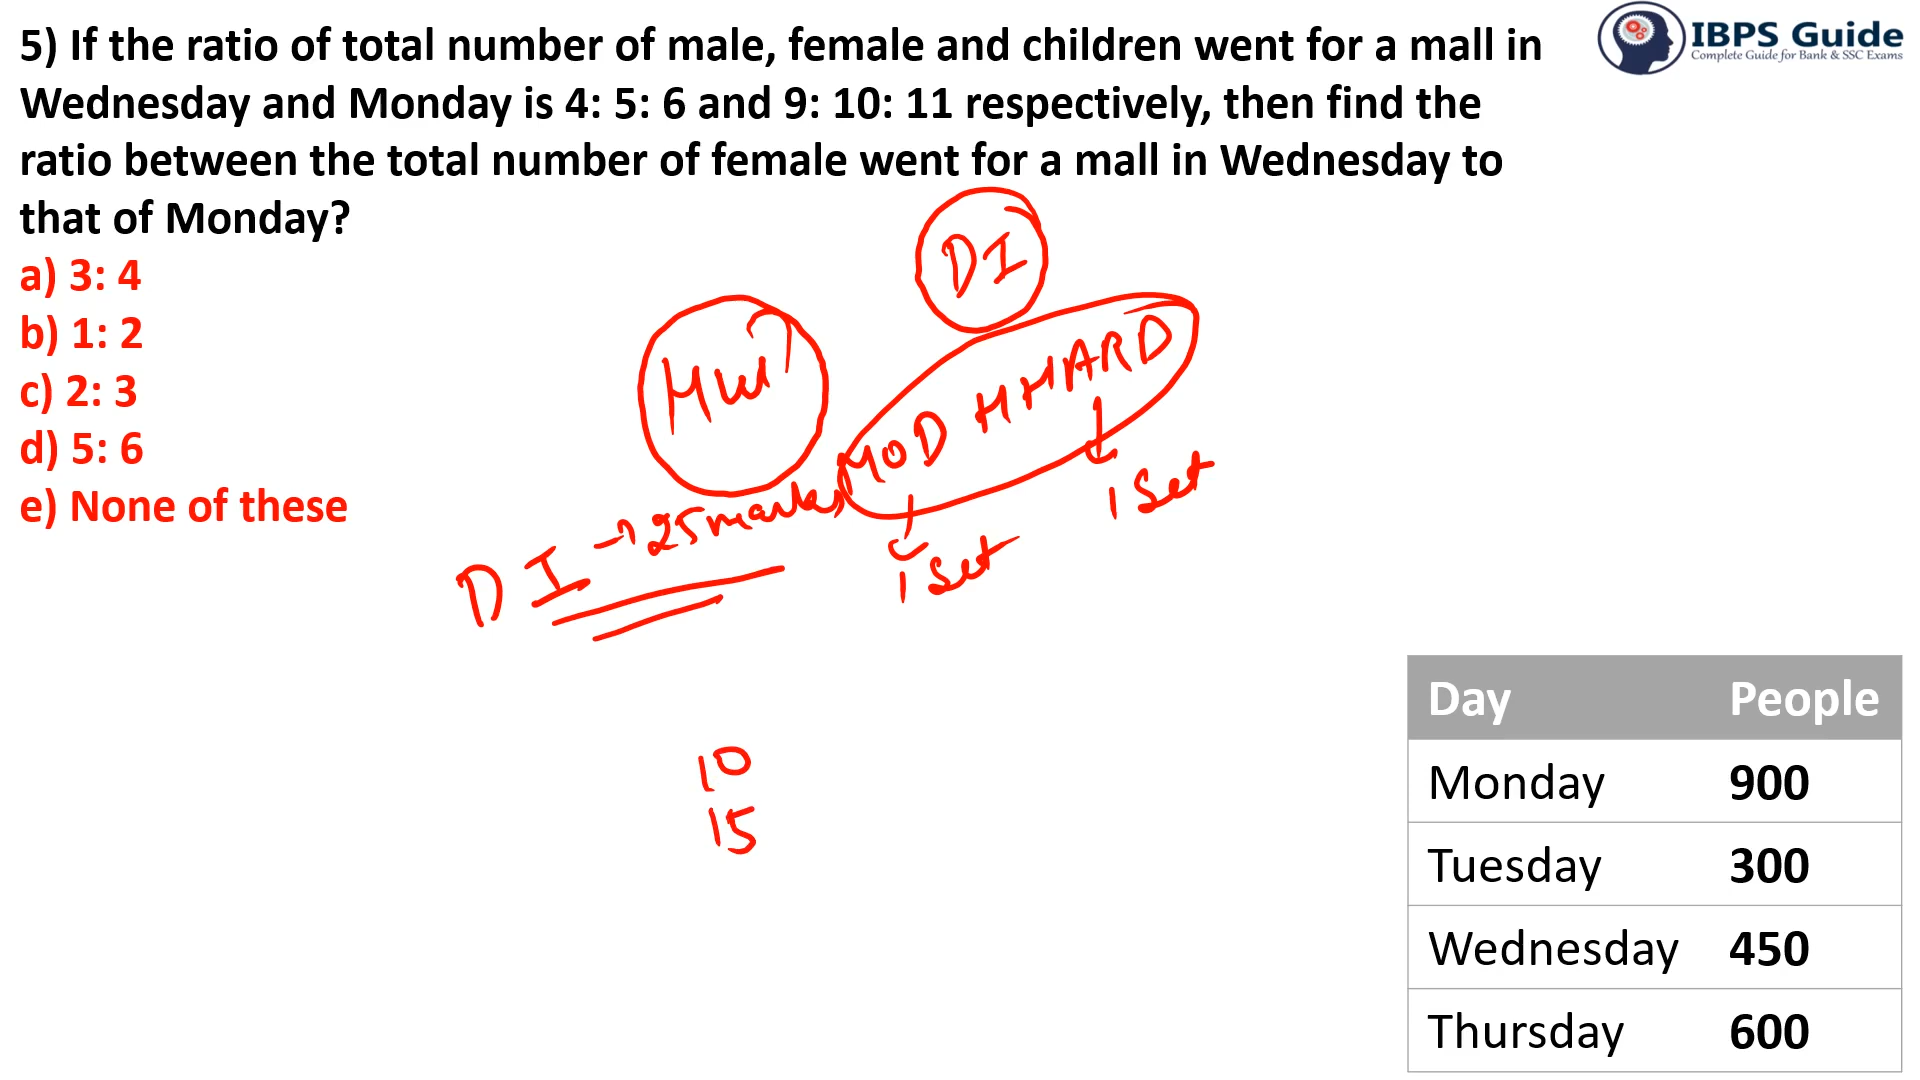 5) If the ratio of total number of male, female and children went for a mall in
Wednesday and Monday is 4: 5: 6 and 9: 10: 11 respectively, then find the
ratio between the total number of female went for a mall in Wednesday to
that of Monday?
a) 3: 4
b) 1: 2
c) 2: 3
d) 5: 6
e) None of these
IBPS Guide
Complete Guide for Bank & SSC Exams
DI
HW
MOD HHARD
1 Set
1 Set
DI → 25 marks
10
15
Day People
Monday 900
Tuesday 300
Wednesday 450
Thursday 600